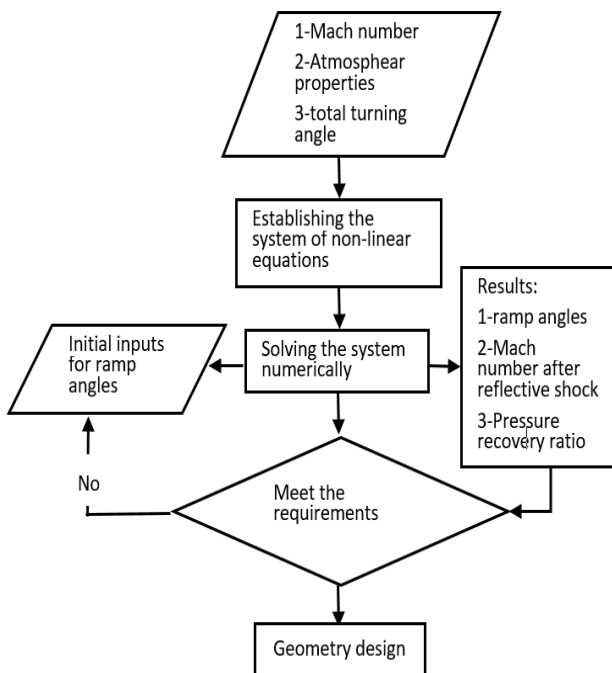 1-Mach number
2-Atmosphear
properties
3-total turning
angle
Establishing the
system of non-linear
equations
Initial inputs
for ramp
angles
Solving the system
numerically
Results:
1-ramp angles
2-Mach
number after
reflective shock
3-Pressure
recovery ratio
No
Meet the
requirements
Geometry design